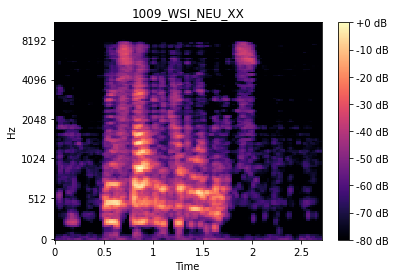 1009_WSI_NEU_XX
Hz
8192
4096
2048
1024
512
0
0
0.5
1
1.5
2
2.5
Time
+0 dB
-10 dB
-20 dB
-30 dB
-40 dB
-50 dB
-60 dB
-70 dB
-80 dB